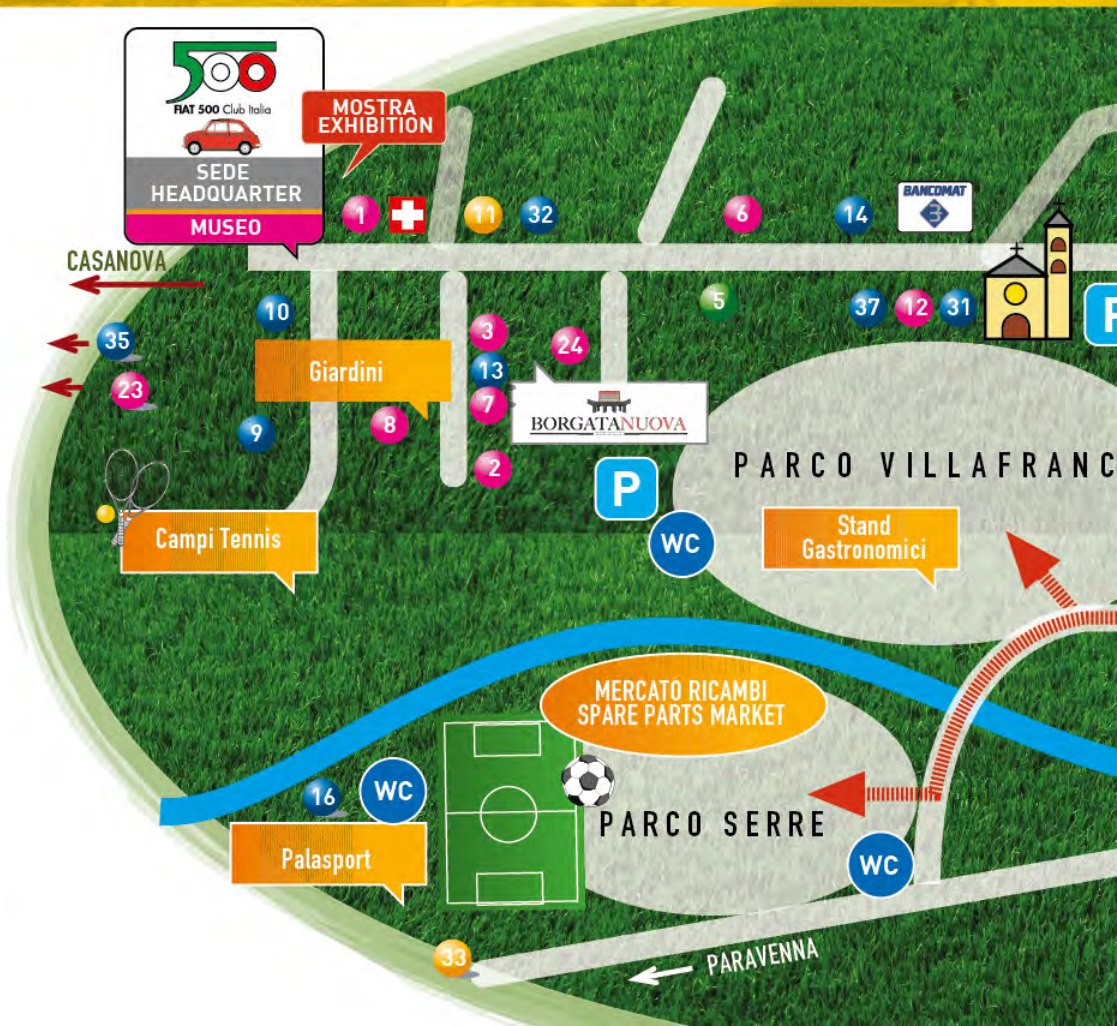 500
FIAT 500 Club Italia
SEDE
HEADQUARTER
MUSEO
MOSTRA
EXHIBITION
1
11
32
6
14
BANCOMAT
CASANOVA
10
35
23
3
24
13
7
8
9
2
Giardini
BORGATANUOVA
5
37
12
31
P
P
PARCO VILLAFRANC
Campi Tennis
WC
Stand
Gastronomici
MERCATO RICAMBI
SPARE PARTS MARKET
16
WC
Palasport
PARCO SERRE
WC
33
PARAVENNA